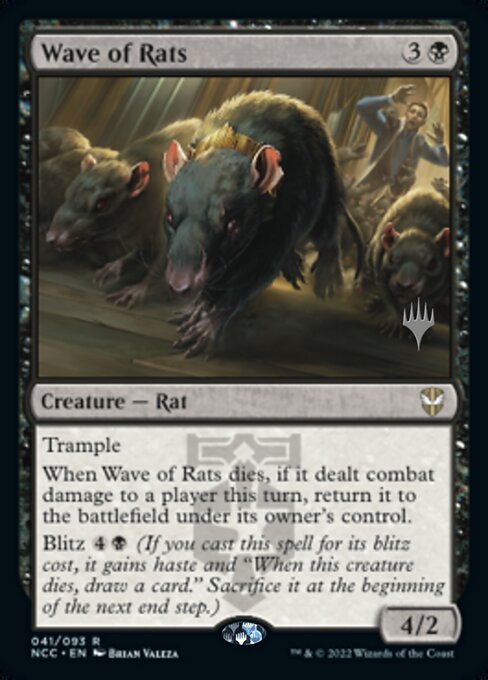 Wave of Rats 3
Creature — Rat
Trample
When Wave of Rats dies, if it dealt combat
damage to a player this turn, return it to
the battlefield under its owner's control.
Blitz 4 (If you cast this spell for its blitz
cost, it gains haste and "When this creature
dies, draw a card." Sacrifice it at the beginning
of the next end step.)
4/2
041/093 R
NCC • EN Brian Valeza
™ & © 2022 Wizards of the Coast